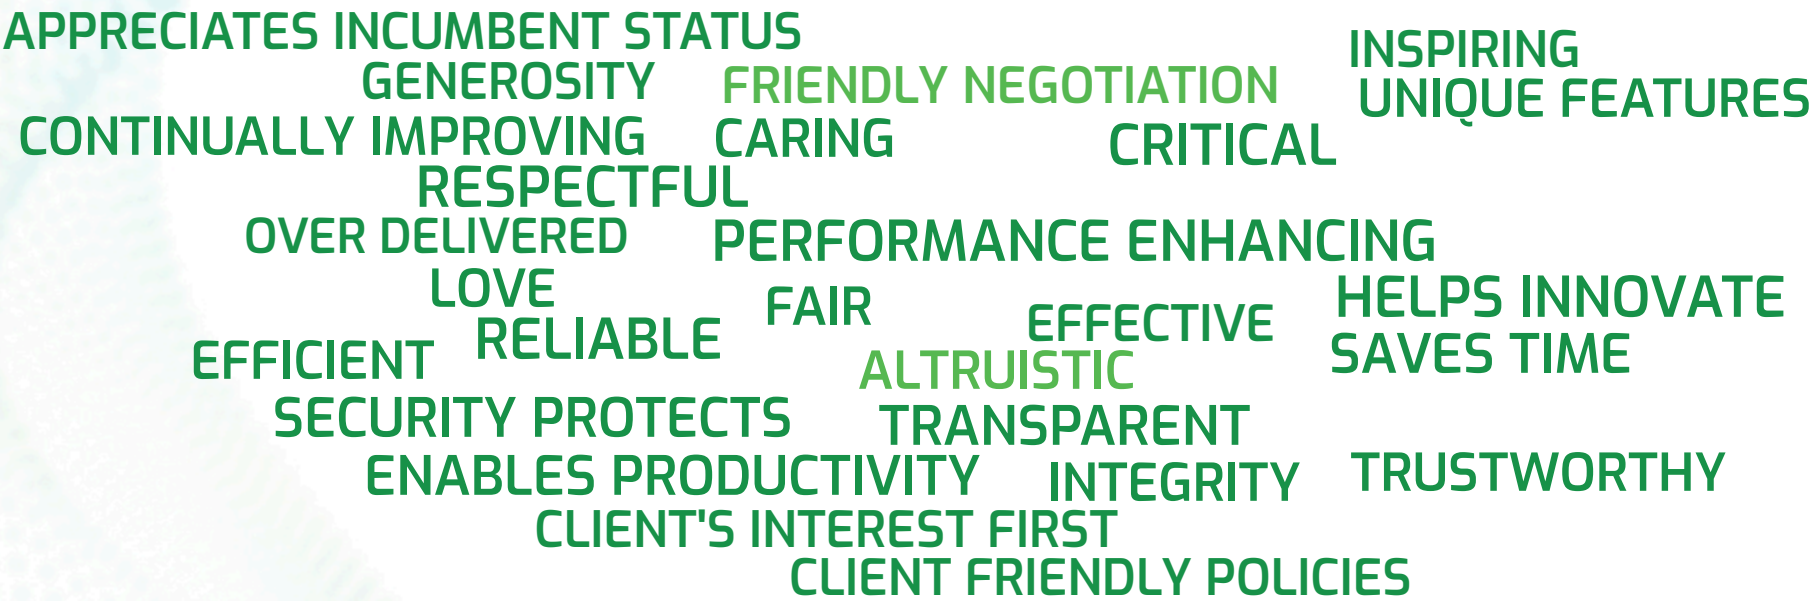 APPRECIATES INCUMBENT STATUS
INSPIRING
GENEROSITY
FRIENDLY NEGOTIATION
UNIQUE FEATURES
CONTINUALLY IMPROVING
CARING
CRITICAL
RESPECTFUL
OVER DELIVERED
PERFORMANCE ENHANCING
LOVE
FAIR
HELPS INNOVATE
RELIABLE
EFFECTIVE
EFFICIENT
ALTRUISTIC
SAVES TIME
SECURITY PROTECTS
TRANSPARENT
ENABLES PRODUCTIVITY
INTEGRITY
TRUSTWORTHY
CLIENT'S INTEREST FIRST
CLIENT FRIENDLY POLICIES